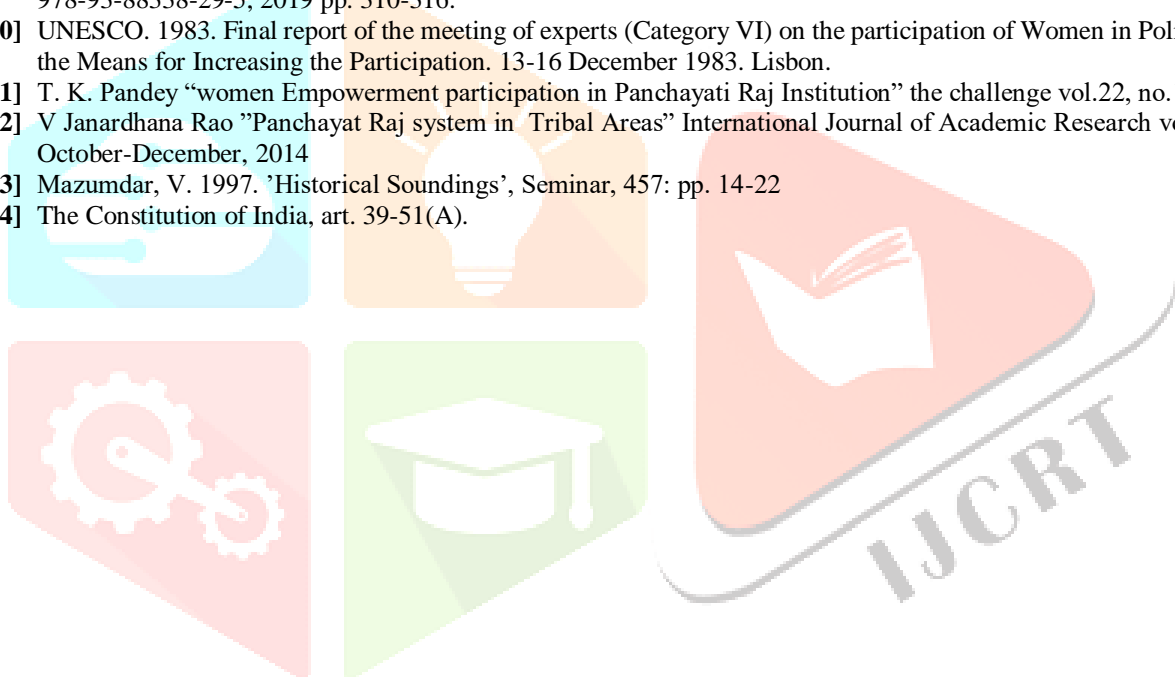 978-93-88338-29-5, 2019 pp. 310-316.
0] UNESCO. 1983. Final report of the meeting of experts (Category VI) on the participation of Women in
the Means for Increasing the Participation. 13-16 December 1983. Lisbon.
1] T. K. Pandey “women Empowerment participation in Panchayati Raj Institution” the challenge vol.22, no.
2] V Janardhana Rao ”Panchayat Raj system in Tribal Areas” International Journal of Academic Research
October-December, 2014
3] Mazumdar, V. 1997. ’Historical Soundings’, Seminar, 457: pp. 14-22
4] The Constitution of India, art. 39-51(A).
IJCRT